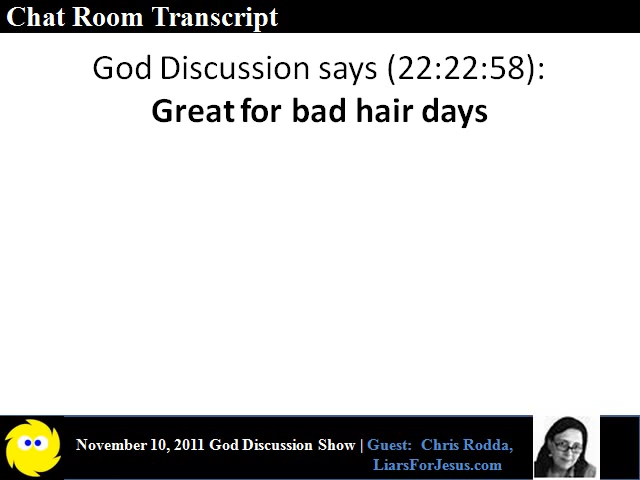 Chat Room Transcript
God Discussion says (22:22:58):
Great for bad hair days
November 10, 2011 God Discussion Show | Guest: Chris Rodda,
LiarsForJesus.com